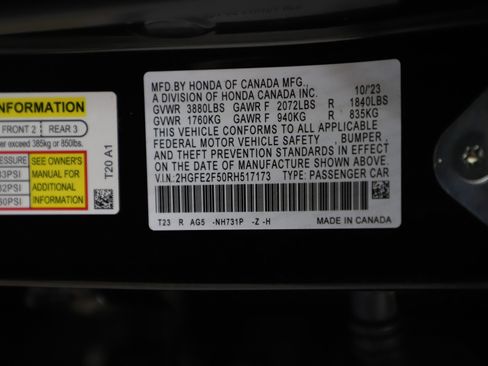 MFD.BY HONDA OF CANADA MFG.,
A DIVISION OF HONDA CANADA INC. 10/'23
GVWR 3880LBS GAWR F 2072LBS R 1840LBS
GVWR 1760KG GAWR F 940KG R 835KG
THIS VEHICLE CONFORMS TO ALL APPLICABLE
FEDERAL MOTOR VEHICLE SAFETY, BUMPER,
AND THEFT PREVENTION STANDARDS IN EFFECT
ON THE DATE OF MANUFACTURE SHOWN ABOVE.
V.I.N.:2HGFE2F50RH517173 TYPE: PASSENGER CAR
T23 R AG5 -NH731P -Z -H
MADE IN CANADA
INFORMATION
FRONT 2 REAR 3
exceed 385kg or 850lbs.
SEE OWNER'S
MANUAL FOR
ADDITIONAL
INFORMATION
T20 A1